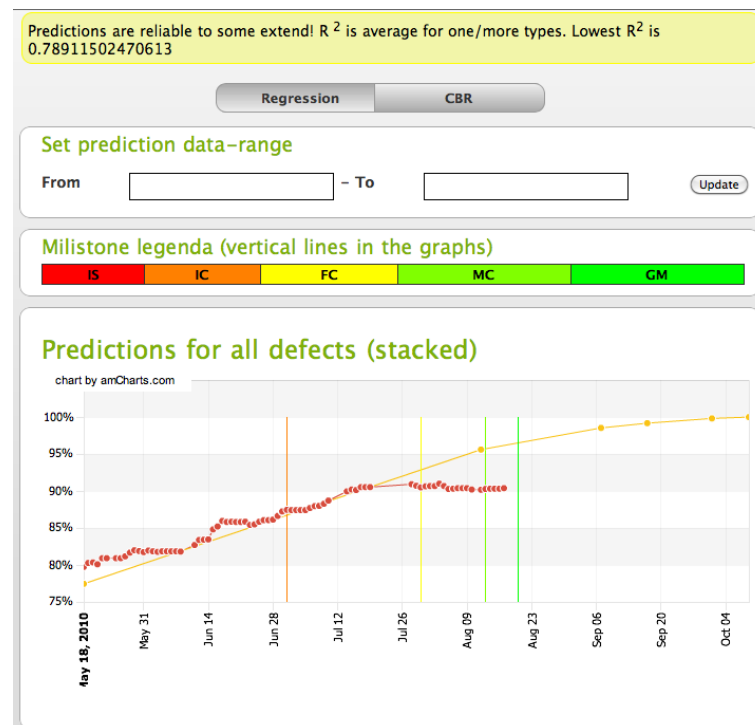 Predictions are reliable to some extend! R 2 is average for one/more types. Lowest R2 is
0.78911502470613
Regression CBR
Set prediction data-range
From – To Update
Milistone legenda (vertical lines in the graphs)
IS IC FC MC GM
Predictions for all defects (stacked)
chart by amCharts.com
100%
95%
90%
85%
80%
75%
May 18, 2010 May 31 Jun 14 Jun 28 Jul 12 Jul 26 Aug 09 Aug 23 Sep 06 Sep 20 Oct 04